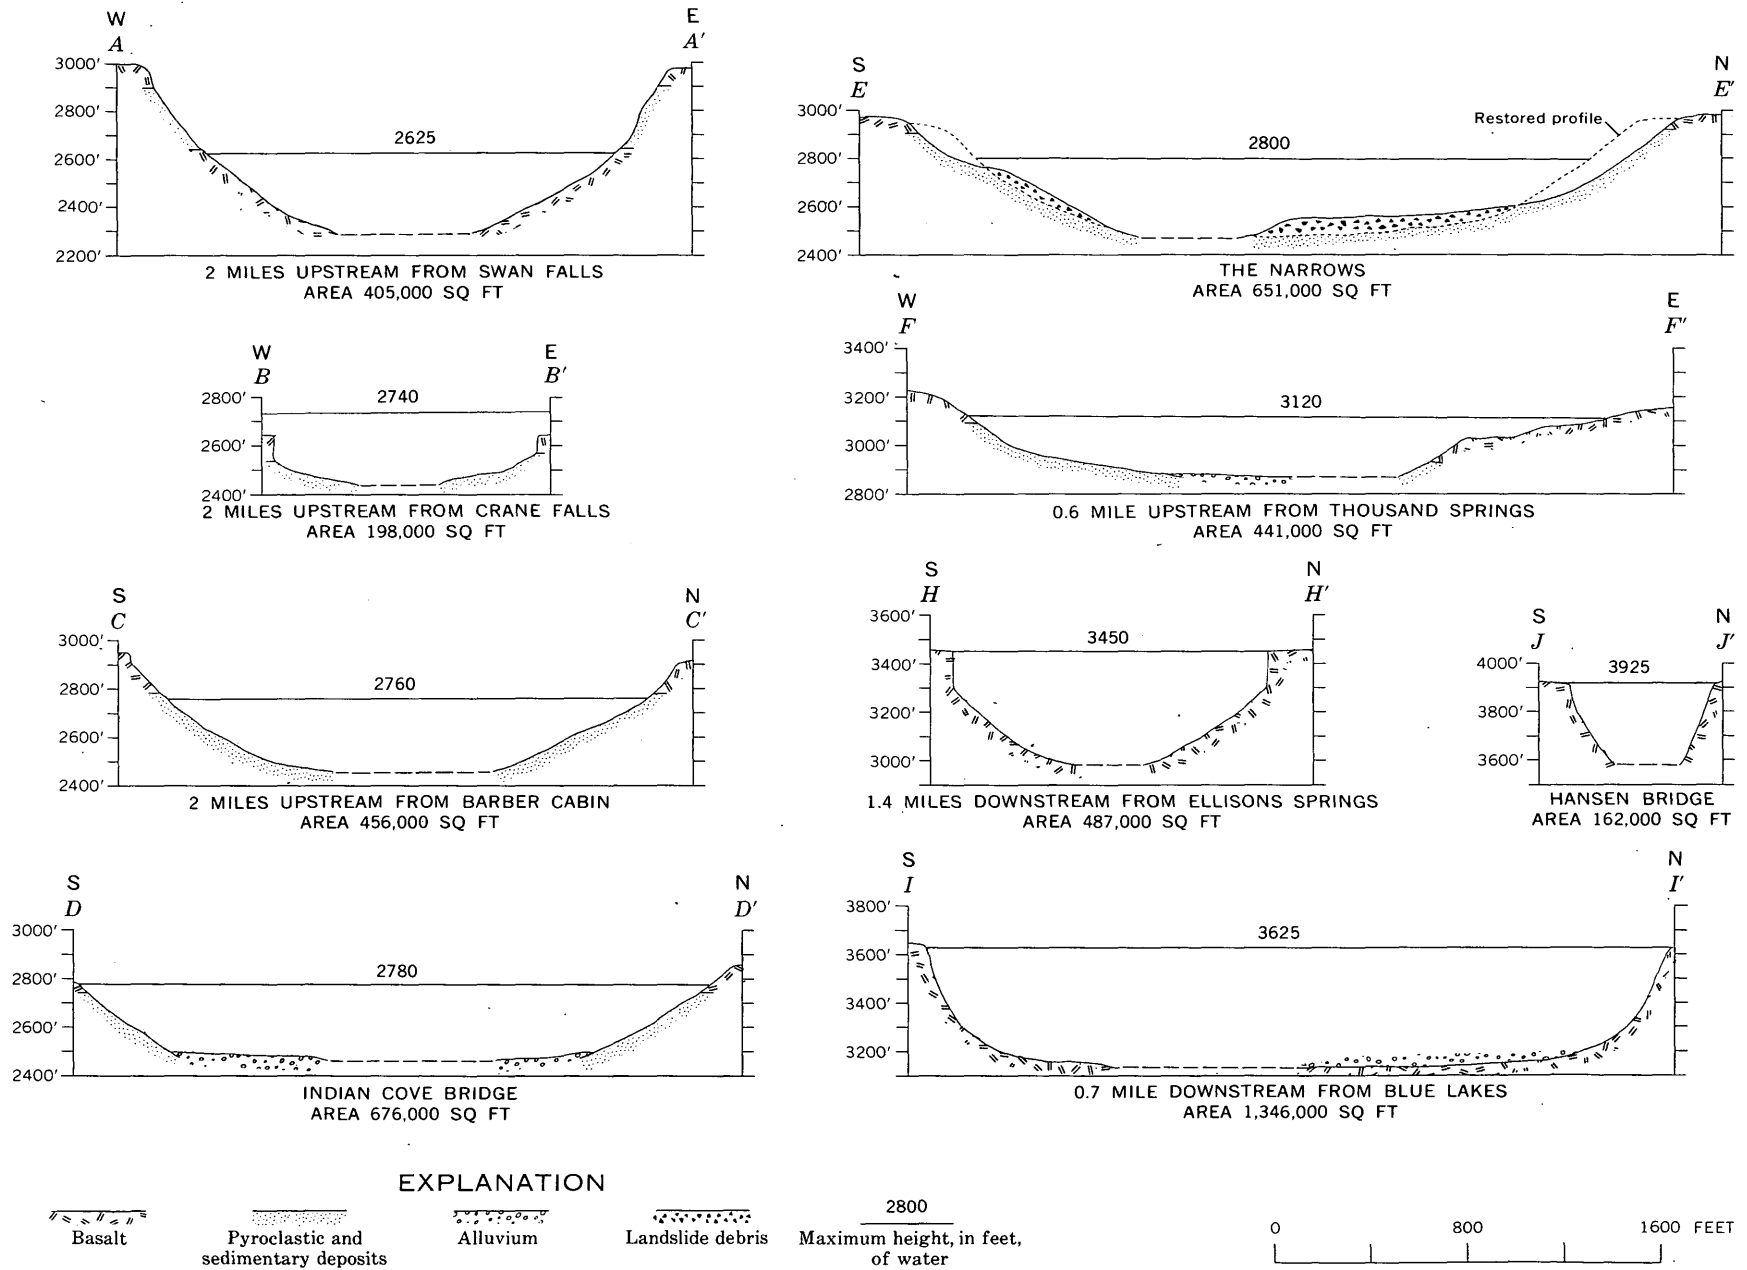 W
A
E
A'
3000'
2800'
2600'
2400'
2200'
2625
2 MILES UPSTREAM FROM SWAN FALLS
AREA 405,000 SQ FT
S
E
N
E'
3000'
2800'
2600'
2400'
Restored profile
2800
THE NARROWS
AREA 651,000 SQ FT
W
B
E
B'
2800'
2600'
2400'
2740
2 MILES UPSTREAM FROM CRANE FALLS
AREA 198,000 SQ FT
W
F
E
F'
3400'
3200'
3000'
2800'
3120
0.6 MILE UPSTREAM FROM THOUSAND SPRINGS
AREA 441,000 SQ FT
S
C
N
C'
3000'
2800'
2600'
2400'
2760
2 MILES UPSTREAM FROM BARBER CABIN
AREA 456,000 SQ FT
S
H
N
H'
3600'
3400'
3200'
3000'
3450
1.4 MILES DOWNSTREAM FROM ELLISONS SPRINGS
AREA 487,000 SQ FT
S
J
N
J'
4000'
3800'
3600'
3925
HANSEN BRIDGE
AREA 162,000 SQ FT
S
D
N
D'
3000'
2800'
2600'
2400'
2780
INDIAN COVE BRIDGE
AREA 676,000 SQ FT
S
I
N
I'
3800'
3600'
3400'
3200'
3625
0.7 MILE DOWNSTREAM FROM BLUE LAKES
AREA 1,346,000 SQ FT
EXPLANATION
Basalt
Pyroclastic and
sedimentary deposits
Alluvium
Landslide debris
2800
Maximum height, in feet,
of water
0 800 1600 FEET